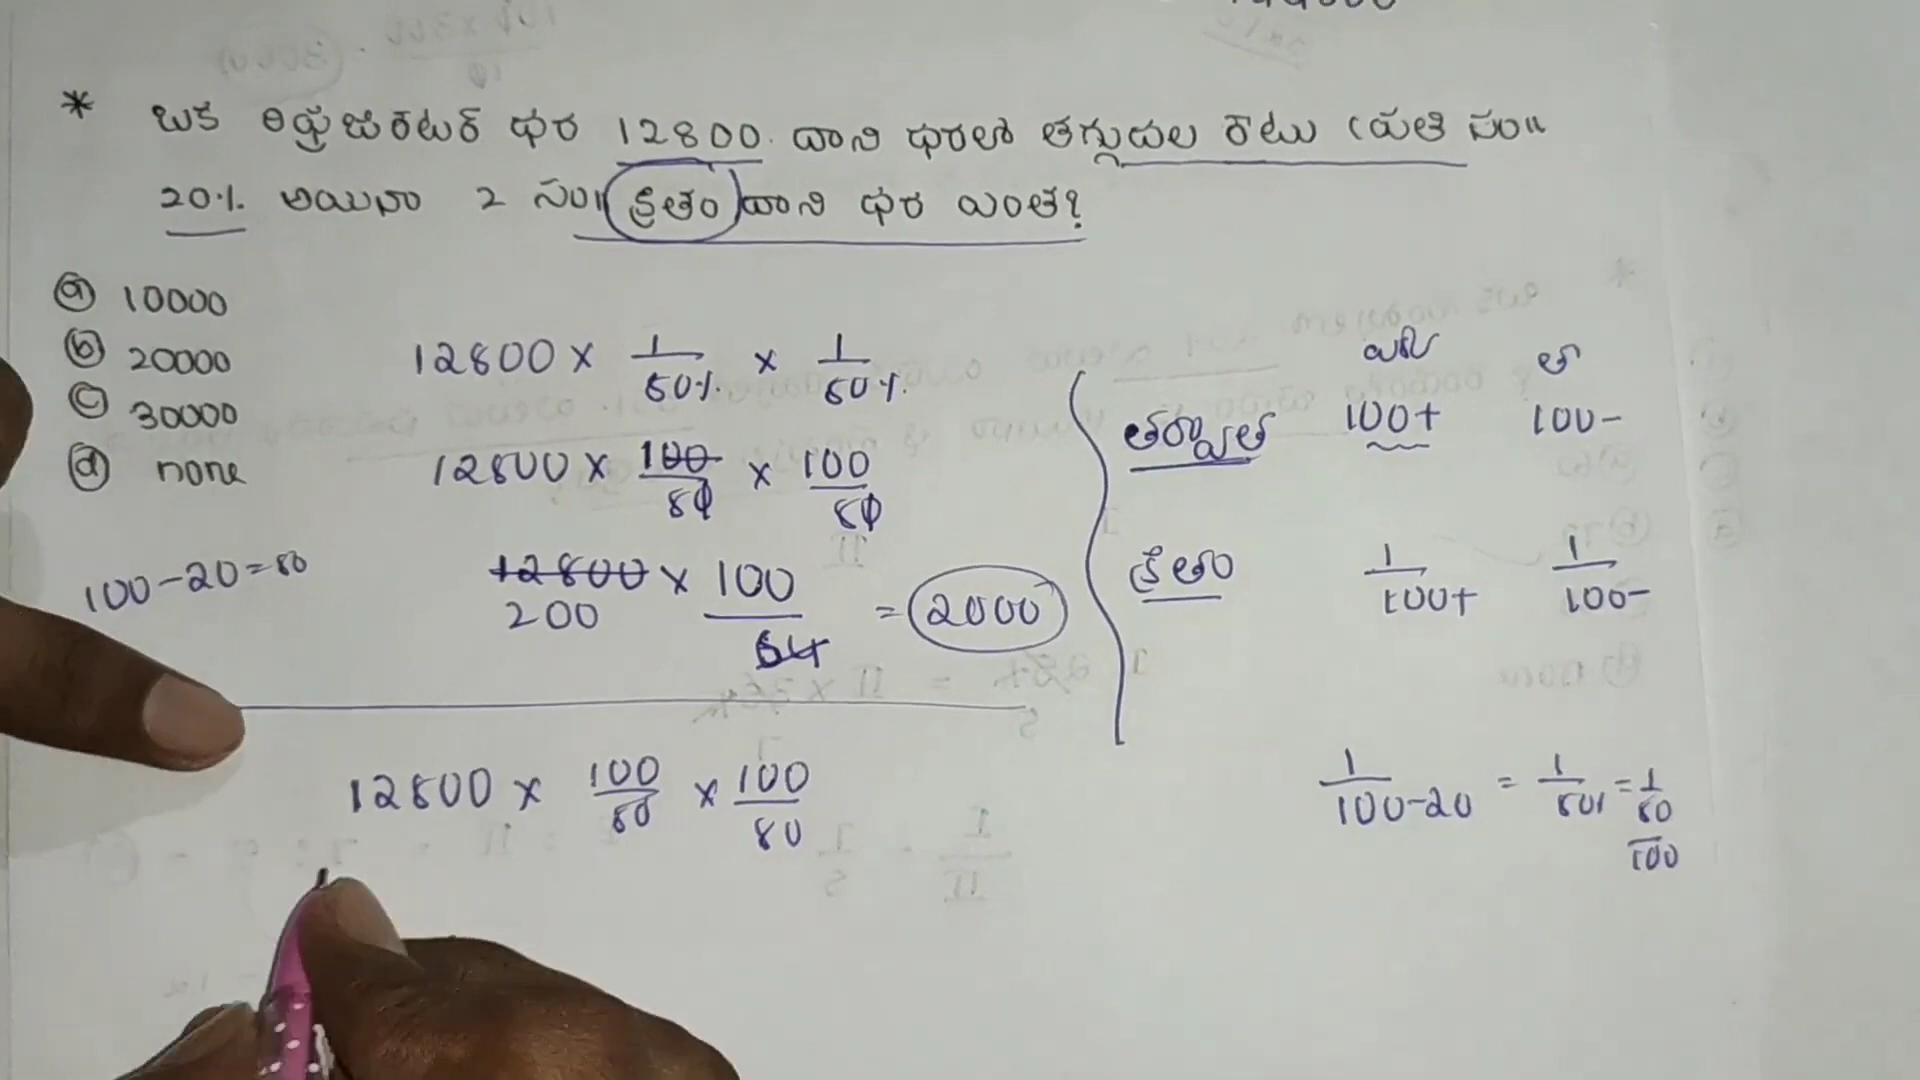 * ఒక రిఫ్రిజిరేటర్ ధర 12800. దాని ధరలో తగ్గుదల రేటు ప్రతి సం॥
20%. అయినా 2 సం॥ క్రితం దాని ధర ఎంత?
ⓐ 10000
ⓑ 20000
ⓒ 30000
ⓓ none
12800 × 1/80% × 1/80%
12800 × 100/80 × 100/80
100-20=80
12800 × 100/64 = 2000
200
12800 × 100/80 × 100/80
100+ 100-
తర్వాత
క్రితం 1/100+ 1/100-
1/100-20 = 1/80% = 1/80/100